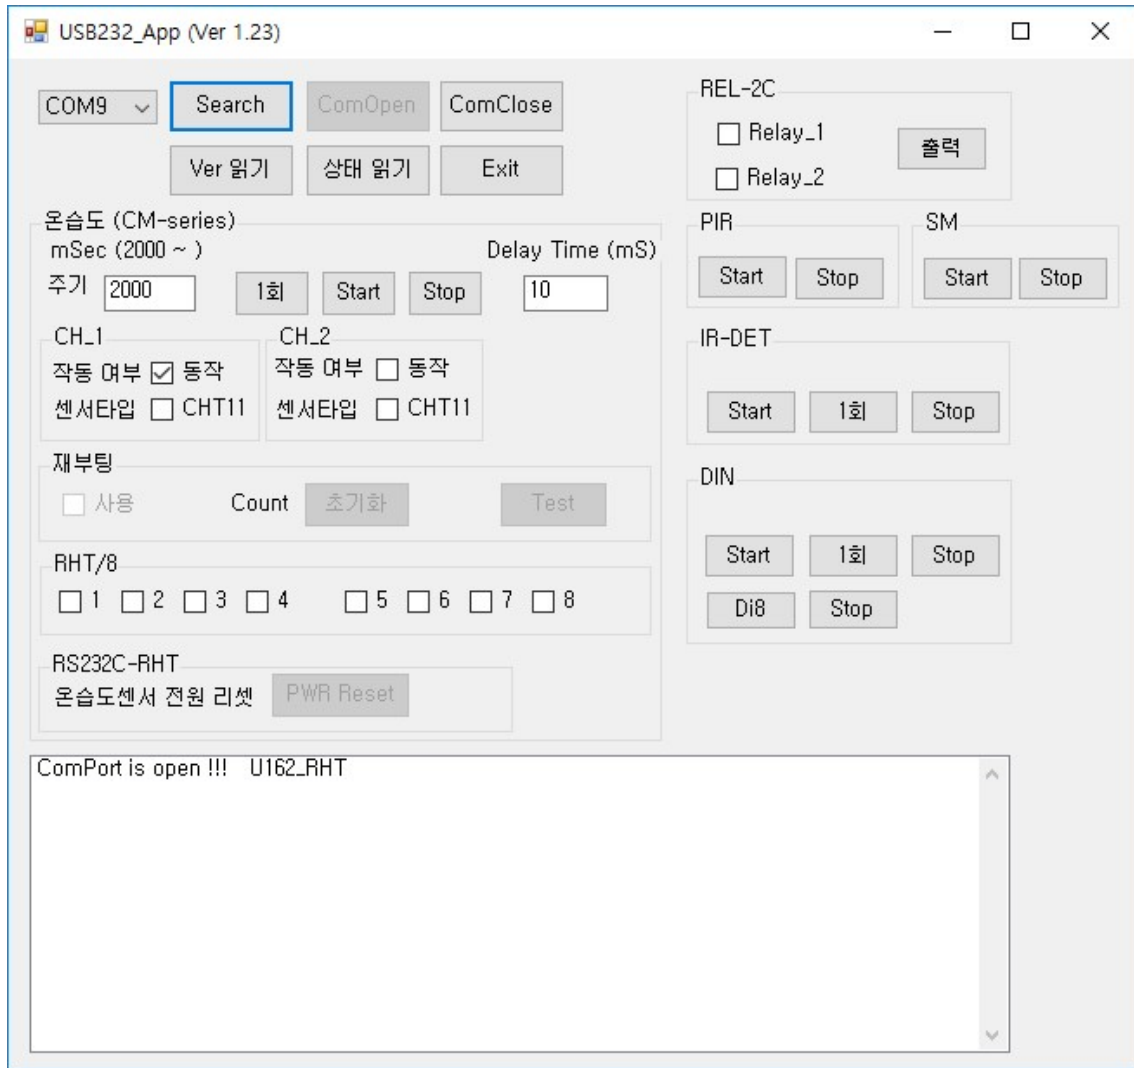 USB232_App (Ver 1.23)
COM9 Search ComOpen ComClose
Ver 읽기 상태 읽기 Exit
온습도 (CM-series)
mSec (2000 ~ ) Delay Time (mS)
주기 2000 1회 Start Stop 10
CH_1 CH_2
작동 여부 동작 작동 여부 동작
센서타입 CHT11 센서타입 CHT11
재부팅
사용 Count 초기화 Test
RHT/8
1 2 3 4 5 6 7 8
RS232C-RHT
온습도센서 전원 리셋 PWR Reset
REL-2C
Relay_1
출력
Relay_2
PIR SM
Start Stop Start Stop
IR-DET
Start 1회 Stop
DIN
Start 1회 Stop
Di8 Stop
ComPort is open !!! U162_RHT